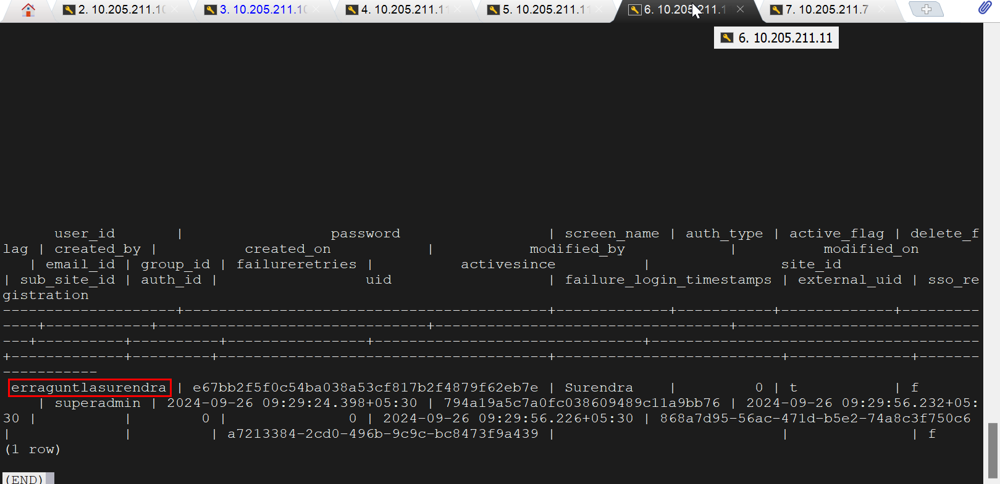 2. 10.205.211.10
3. 10.205.211.10
4. 10.205.211.11
5. 10.205.211.11
6. 10.205.211.1
7. 10.205.211.7
6. 10.205.211.11
user_id | password | screen_name | auth_type | active_flag | delete_f
lag | created_by | created_on | modified_by | modified_on
| email_id | group_id | failureretries | activesince | site_id
| sub_site_id | auth_id | uid | failure_login_timestamps | external_uid | sso_re
gistration
--------------------+------------------------------------------+-------------+-----------+-------------+---------
----+------------+-------------------------------+----------------------------------+----------------------------
---+----------+----------+----------------+-------------------------------+--------------------------------------
+-------------+---------+--------------------------------------+--------------------------+--------------+-------
-----------
erraguntlasurendra | e67bb2f5f0c54ba038a53cf817b2f4879f62eb7e | Surendra | 0 | t | f
| superadmin | 2024-09-26 09:29:24.398+05:30 | 794a19a5c7a0fc038609489c11a9bb76 | 2024-09-26 09:29:56.232+05:
30 | | 0 | 0 | 2024-09-26 09:29:56.226+05:30 | 868a7d95-56ac-471d-b5e2-74a8c3f750c6
| | | a7213384-2cd0-496b-9c9c-bc8473f9a439 | | | f
(1 row)
(END)